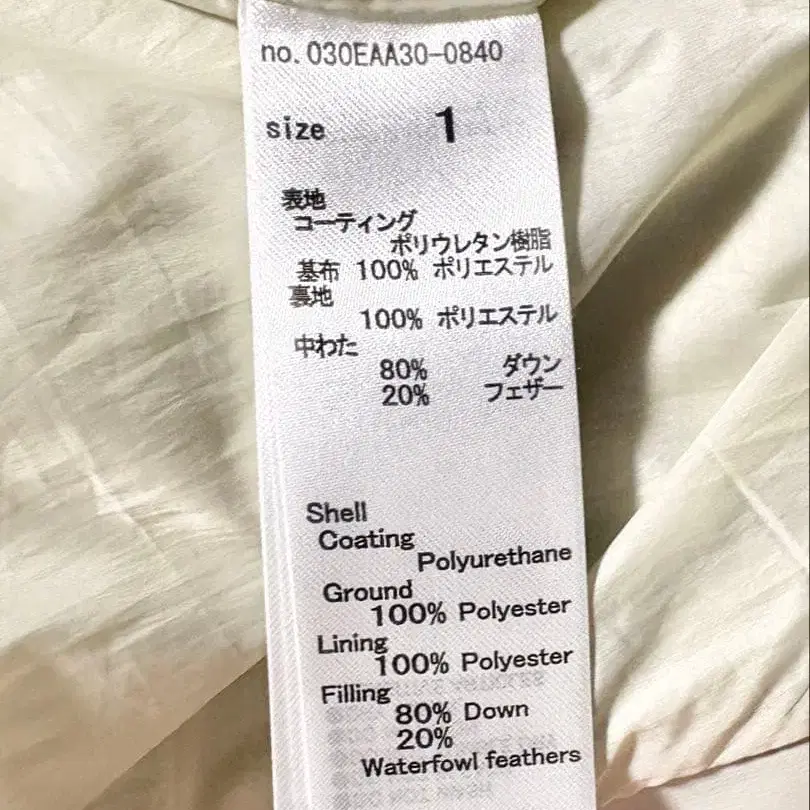 no. 030EAA30-0840
size 1
表地
コーティング
ポリウレタン樹脂
基布 100% ポリエステル
裏地
100% ポリエステル
中わた
80% ダウン
20% フェザー
Shell
Coating
Polyurethane
Ground
100% Polyester
Lining
100% Polyester
Filling
80% Down
20%
Waterfowl feathers